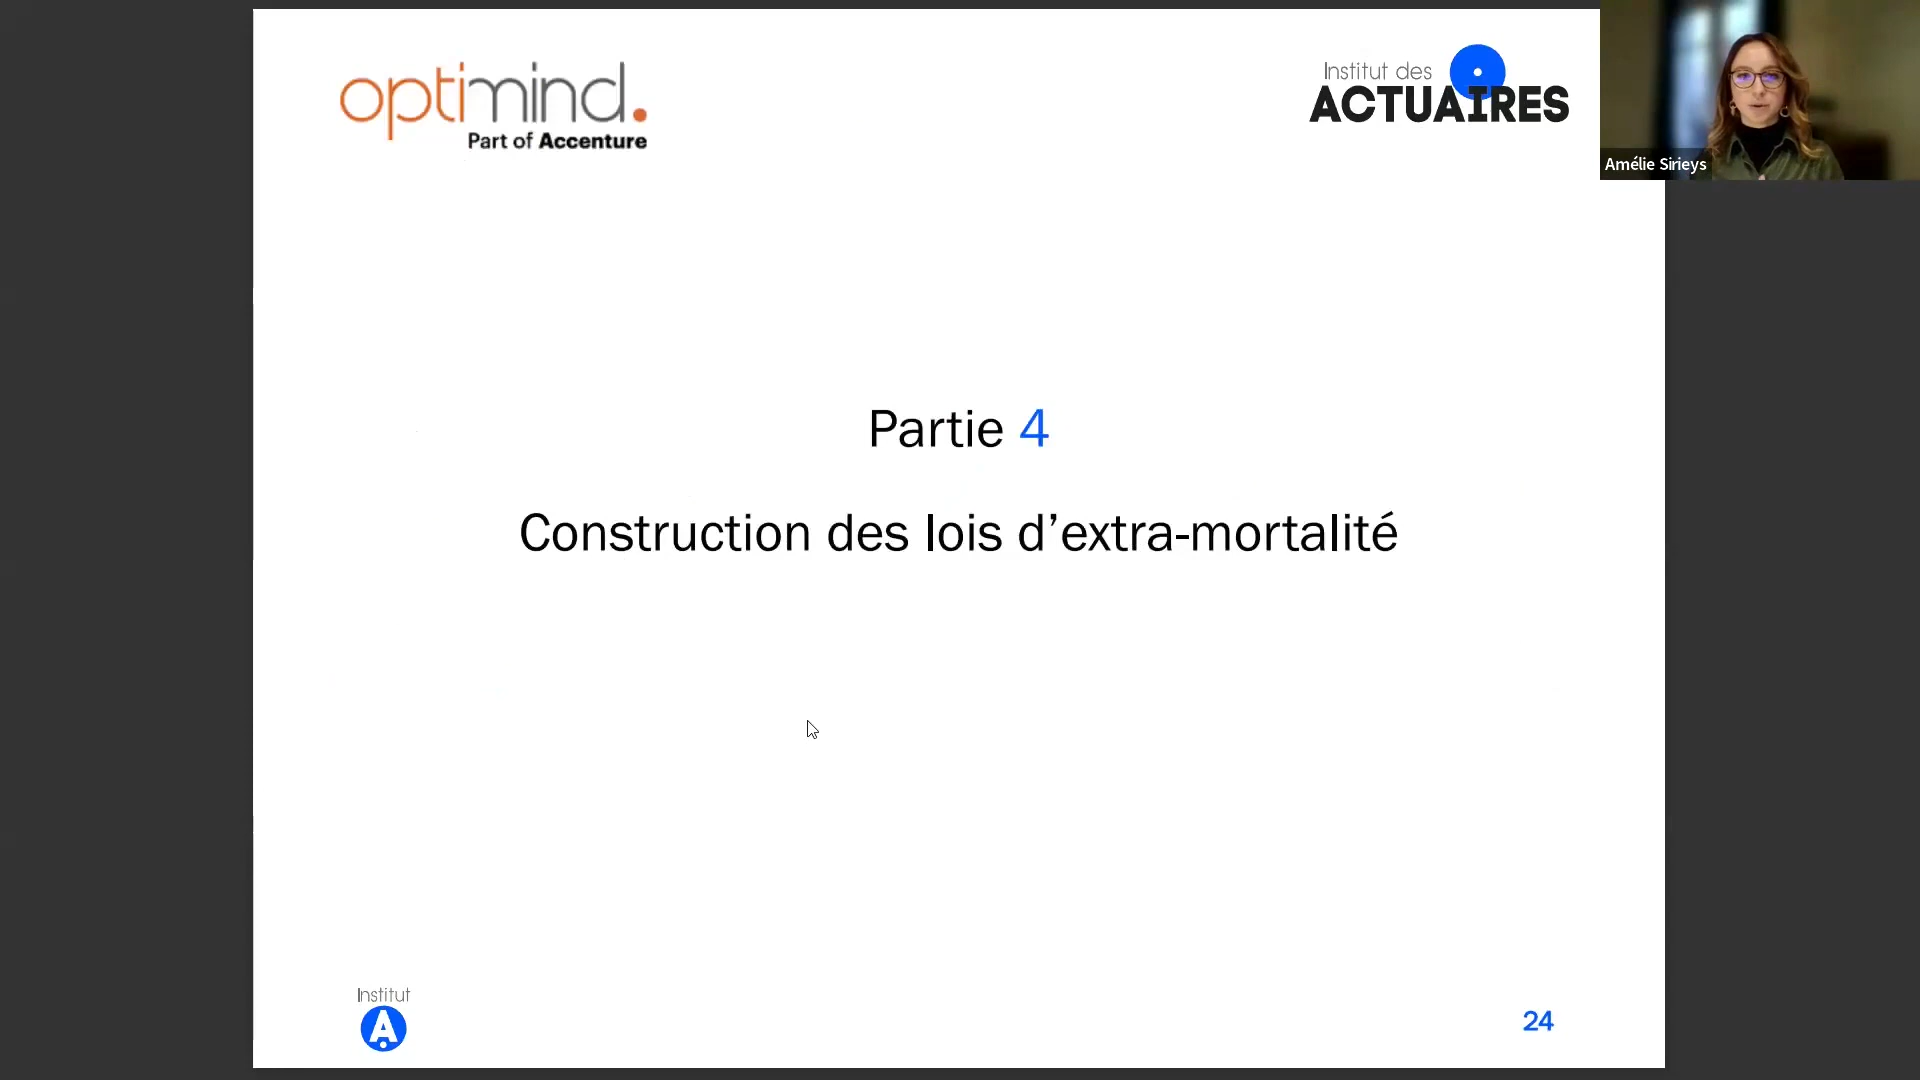 optimind.
Part of Accenture
Institut des
ACTUAIRES
Amélie Sirieys
Partie 4
Construction des lois d’extra-mortalité
Institut
A
24